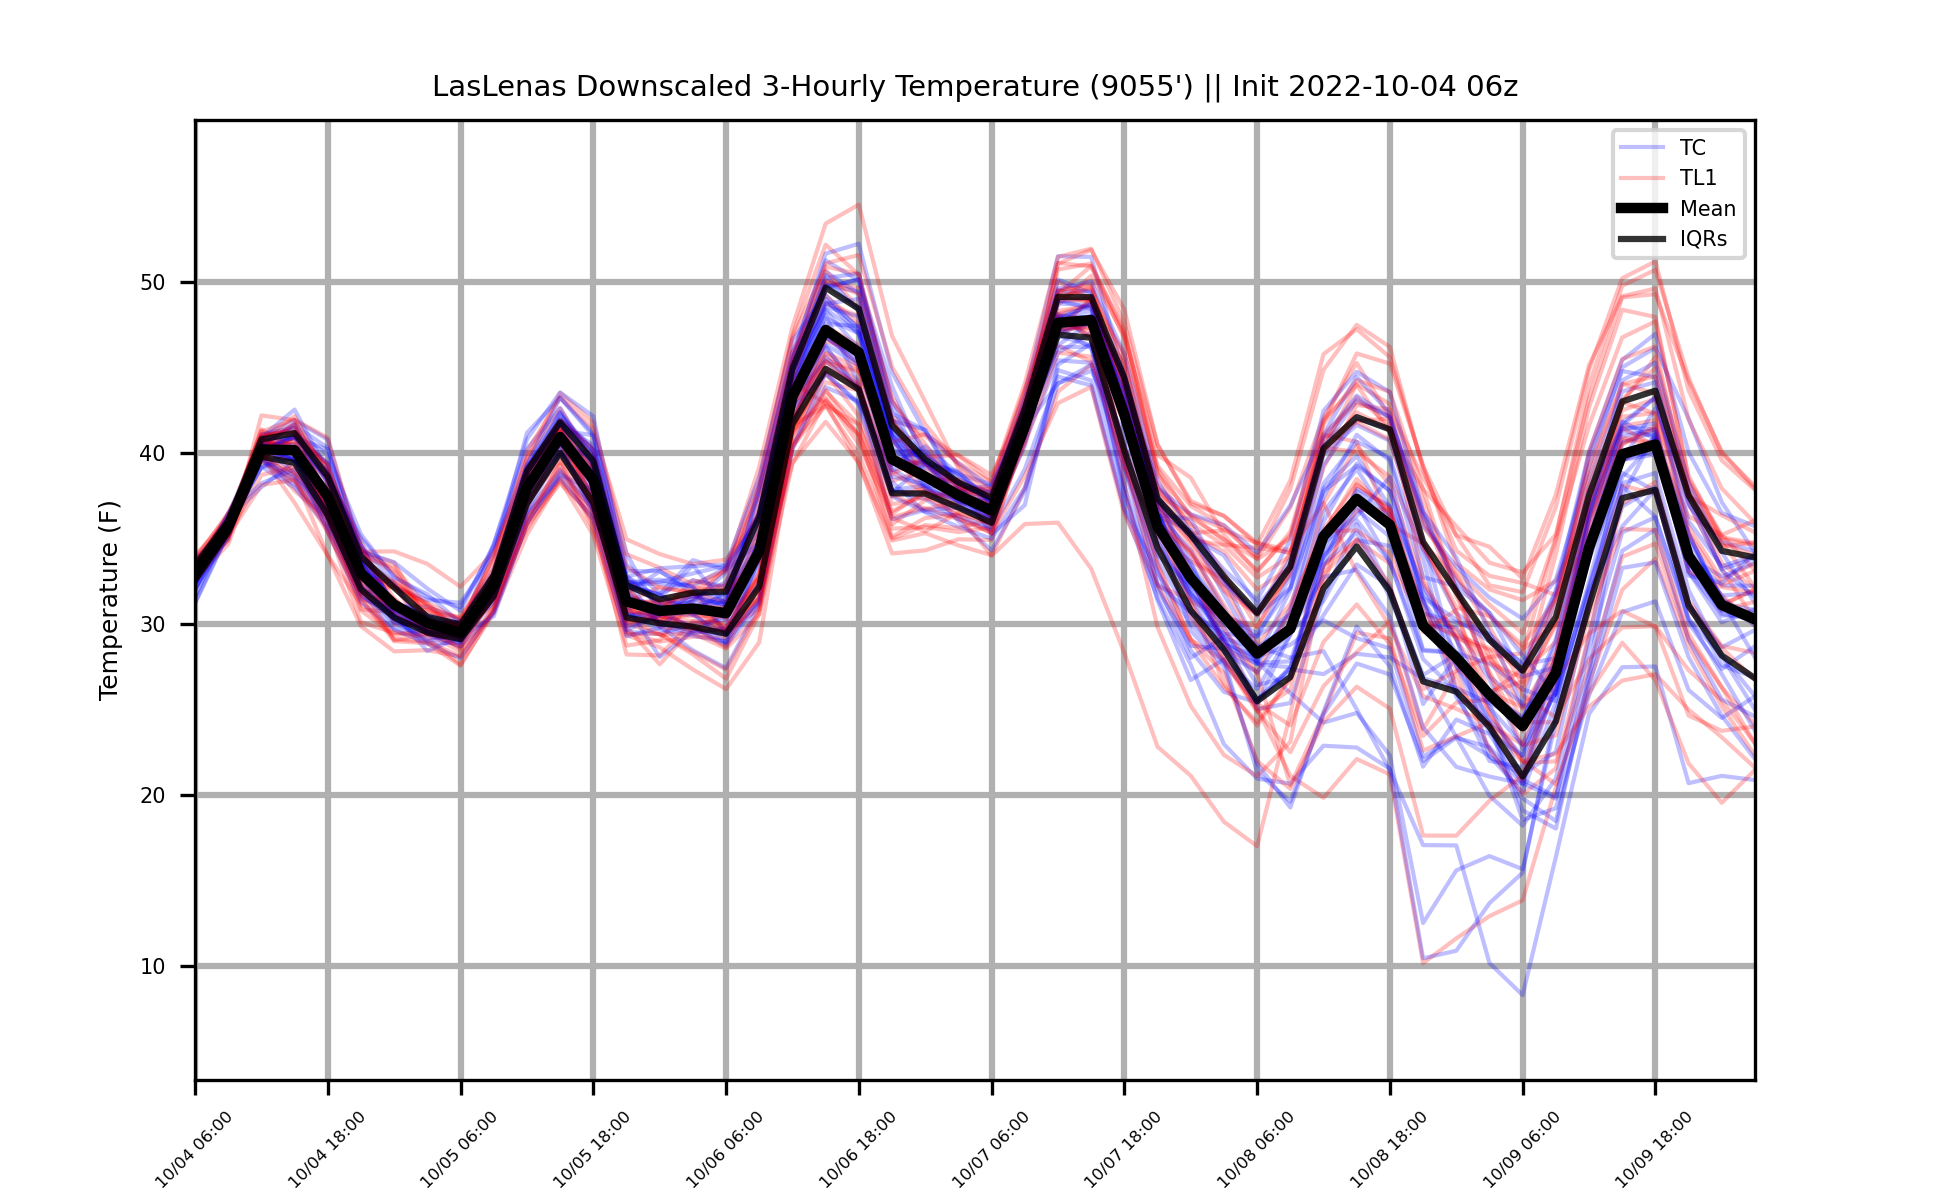 LasLenas Downscaled 3-Hourly Temperature (9055') || Init 2022-10-04 06z
TC
TL1
Mean
IQRs
Temperature (F)
50
40
30
20
10
10/04 06:00
10/04 18:00
10/05 06:00
10/05 18:00
10/06 06:00
10/06 18:00
10/07 06:00
10/07 18:00
10/08 06:00
10/08 18:00
10/09 06:00
10/09 18:00